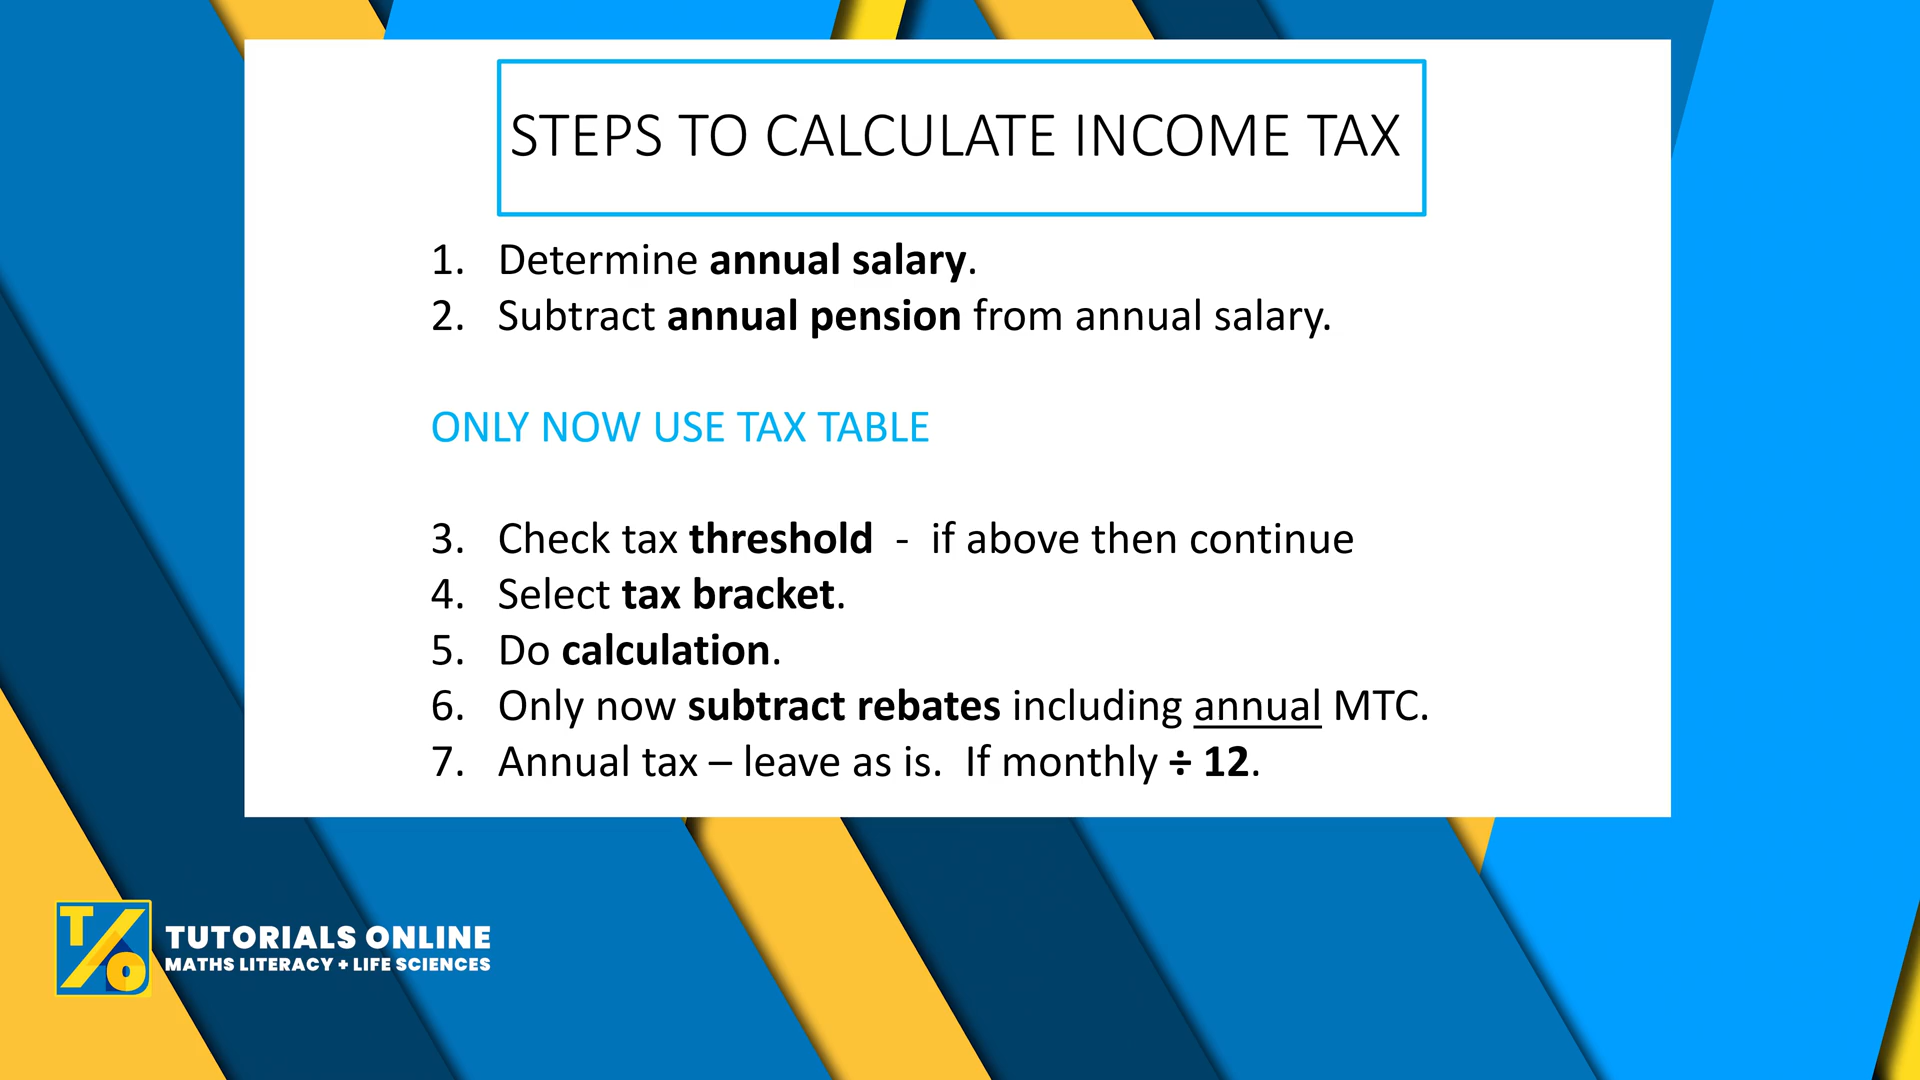 STEPS TO CALCULATE INCOME TAX
1. Determine annual salary.
2. Subtract annual pension from annual salary.
ONLY NOW USE TAX TABLE
3. Check tax threshold - if above then continue
4. Select tax bracket.
5. Do calculation.
6. Only now subtract rebates including annual MTC.
7. Annual tax – leave as is. If monthly ÷ 12.
T/O
TUTORIALS ONLINE
MATHS LITERACY + LIFE SCIENCES